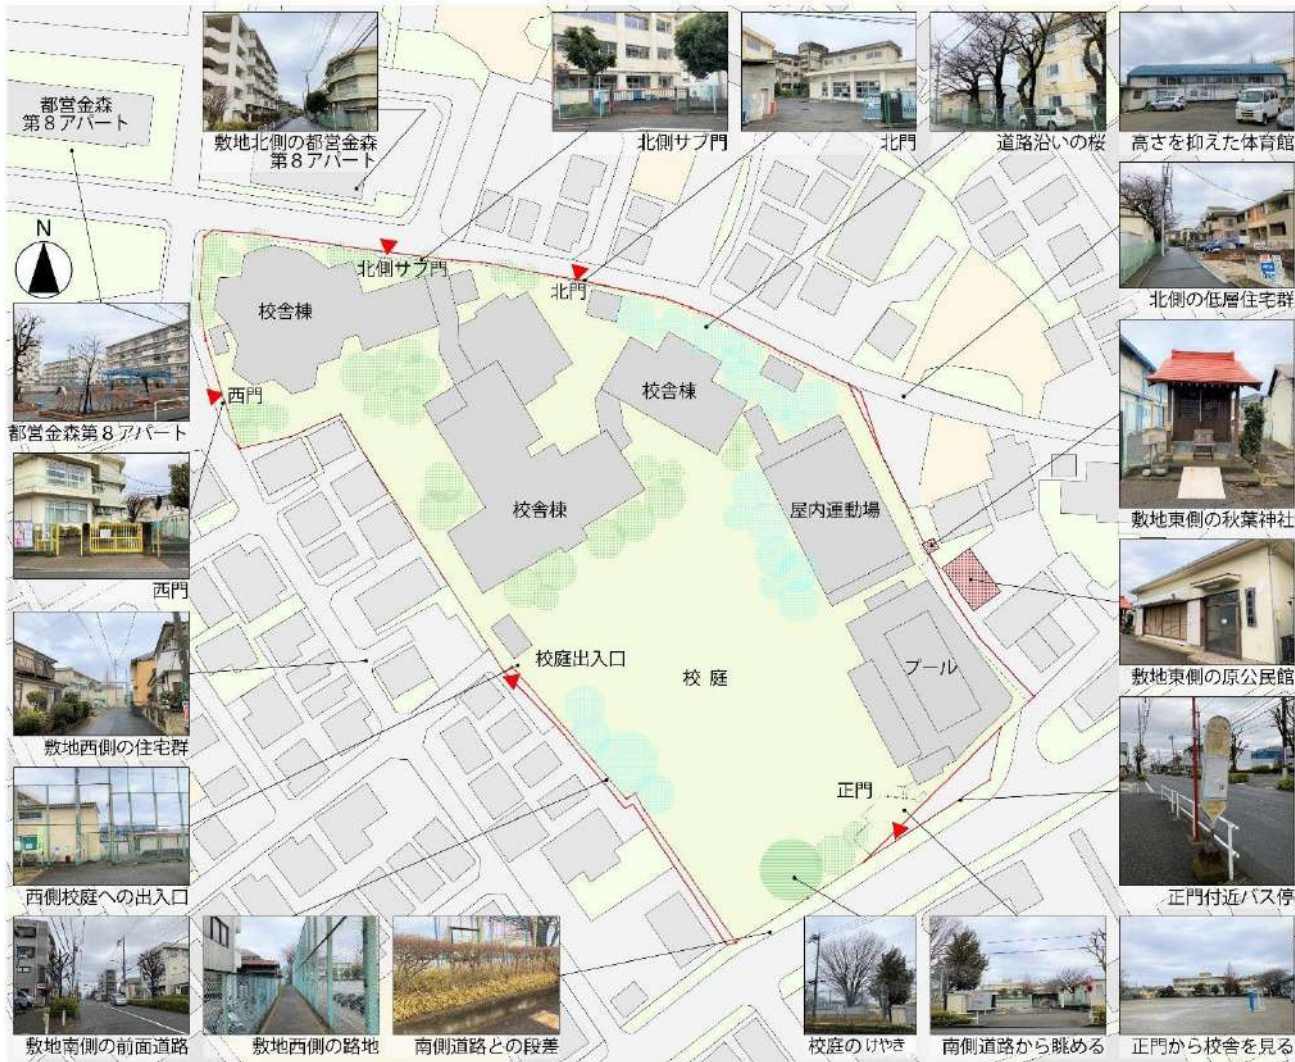 都営金森
第8アパート
敷地北側の都営金森
第8アパート
北側サブ門
北門
道路沿いの桜
高さを抑えた体育館
N
北側サブ門
北門
北側の低層住宅群
校舎棟
西門
校舎棟
都営金森第8アパート
校舎棟
屋内運動場
敷地東側の秋葉神社
西門
校庭出入口
校庭
プール
敷地東側の原公民館
敷地西側の住宅群
正門
西側校庭への出入口
正門付近バス停
敷地南側の前面道路
敷地西側の路地
南側道路との段差
校庭のけやき
南側道路から眺める
正門から校舎を見る